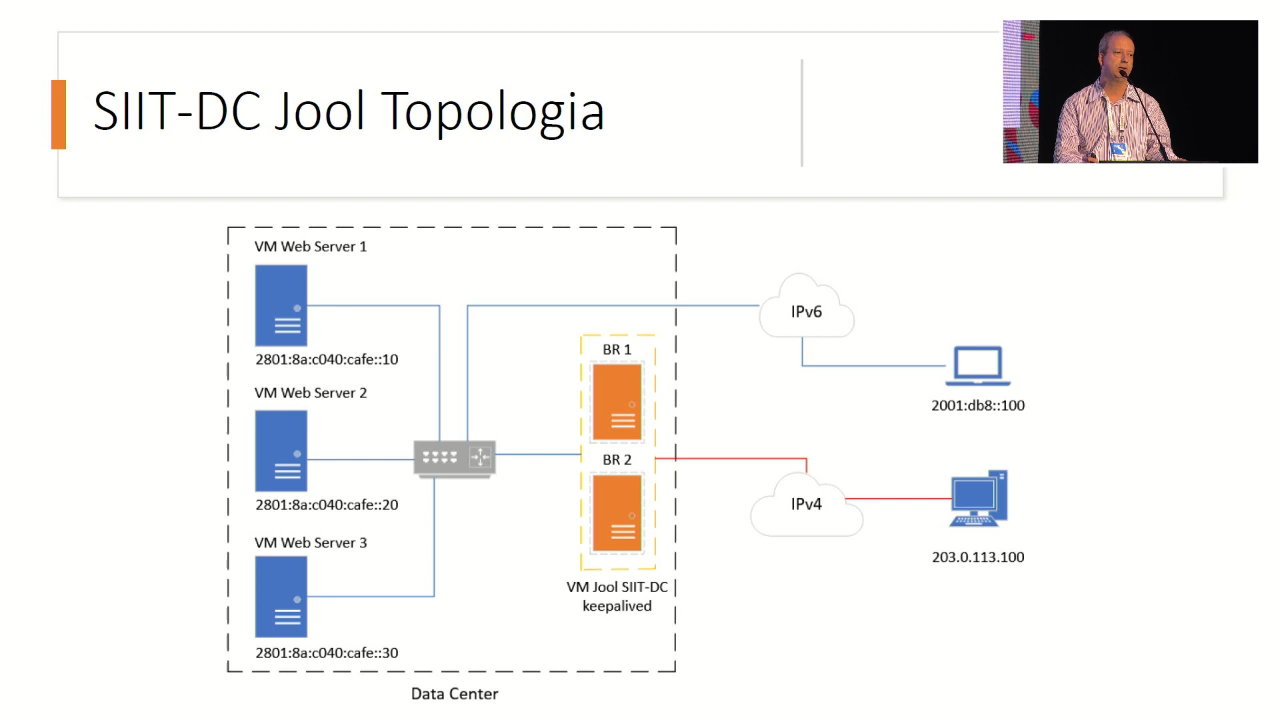 SIIT-DC Jool Topologia
VM Web Server 1
2801:8a:c040:cafe::10
VM Web Server 2
2801:8a:c040:cafe::20
VM Web Server 3
2801:8a:c040:cafe::30
BR 1
BR 2
VM Jool SIIT-DC
keepalived
IPv6
2001:db8::100
IPv4
203.0.113.100
Data Center